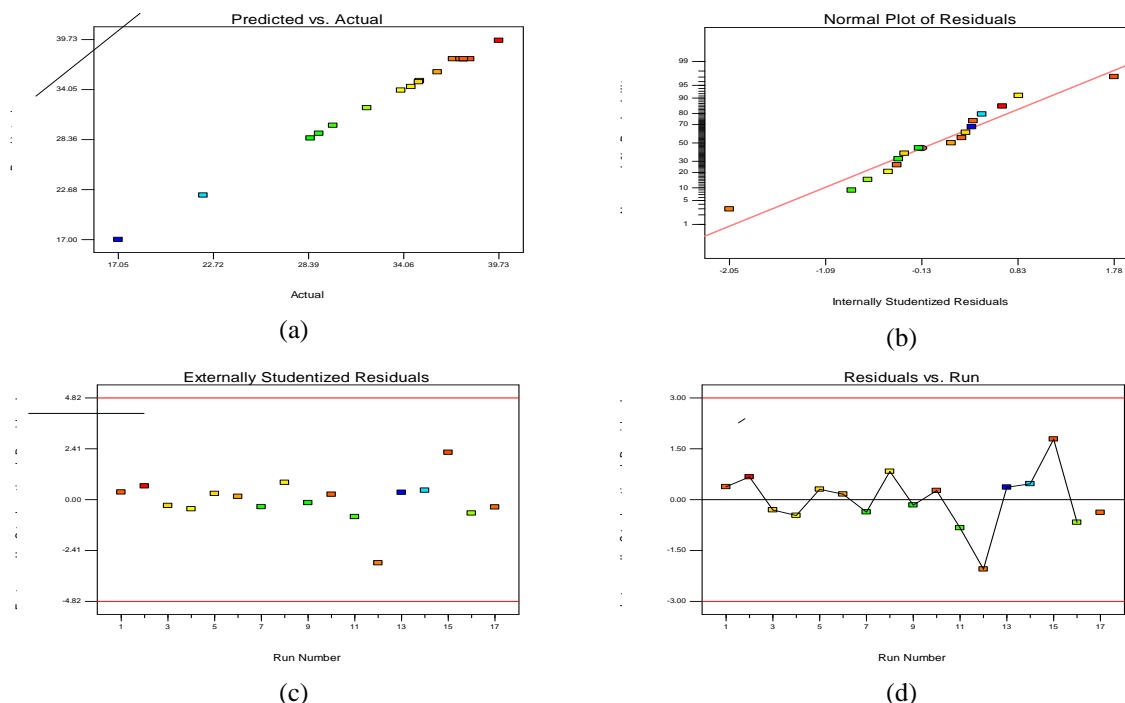 Predicted vs. Actual
39.73
34.05
28.36
22.68
17.00
17.05 22.72 28.39 34.06 39.73
Actual
(a)
Normal Plot of Residuals
99
95
90
80
70
50
30
20
10
5
1
-2.05 -1.09 -0.13 0.83 1.78
Internally Studentized Residuals
(b)
Externally Studentized Residuals
4.82
2.41
0.00
-2.41
-4.82
1 3 5 7 9 11 13 15 17
Run Number
(c)
Residuals vs. Run
3.00
1.50
0.00
-1.50
-3.00
1 3 5 7 9 11 13 15 17
Run Number
(d)